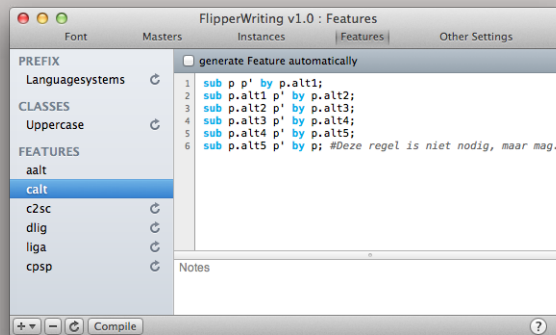 FlipperWriting v1.0 : Features
Font Masters Instances Features Other Settings
PREFIX
Languagesystems
CLASSES
Uppercase
FEATURES
aalt
calt
c2sc
dlig
liga
cpsp
generate Feature automatically
1 sub p p' by p.alt1;
2 sub p.alt1 p' by p.alt2;
3 sub p.alt2 p' by p.alt3;
4 sub p.alt3 p' by p.alt4;
5 sub p.alt4 p' by p.alt5;
6 sub p.alt5 p' by p; #Deze regel is niet nodig, maar mag.
Notes
Compile
?